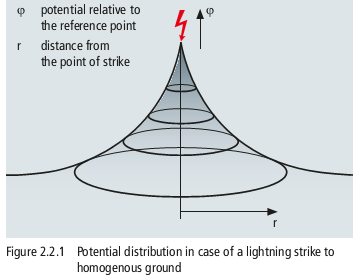 φ potential relative to
the reference point
r distance from
the point of strike
φ
r
Figure 2.2.1 Potential distribution in case of a lightning strike to
homogenous ground